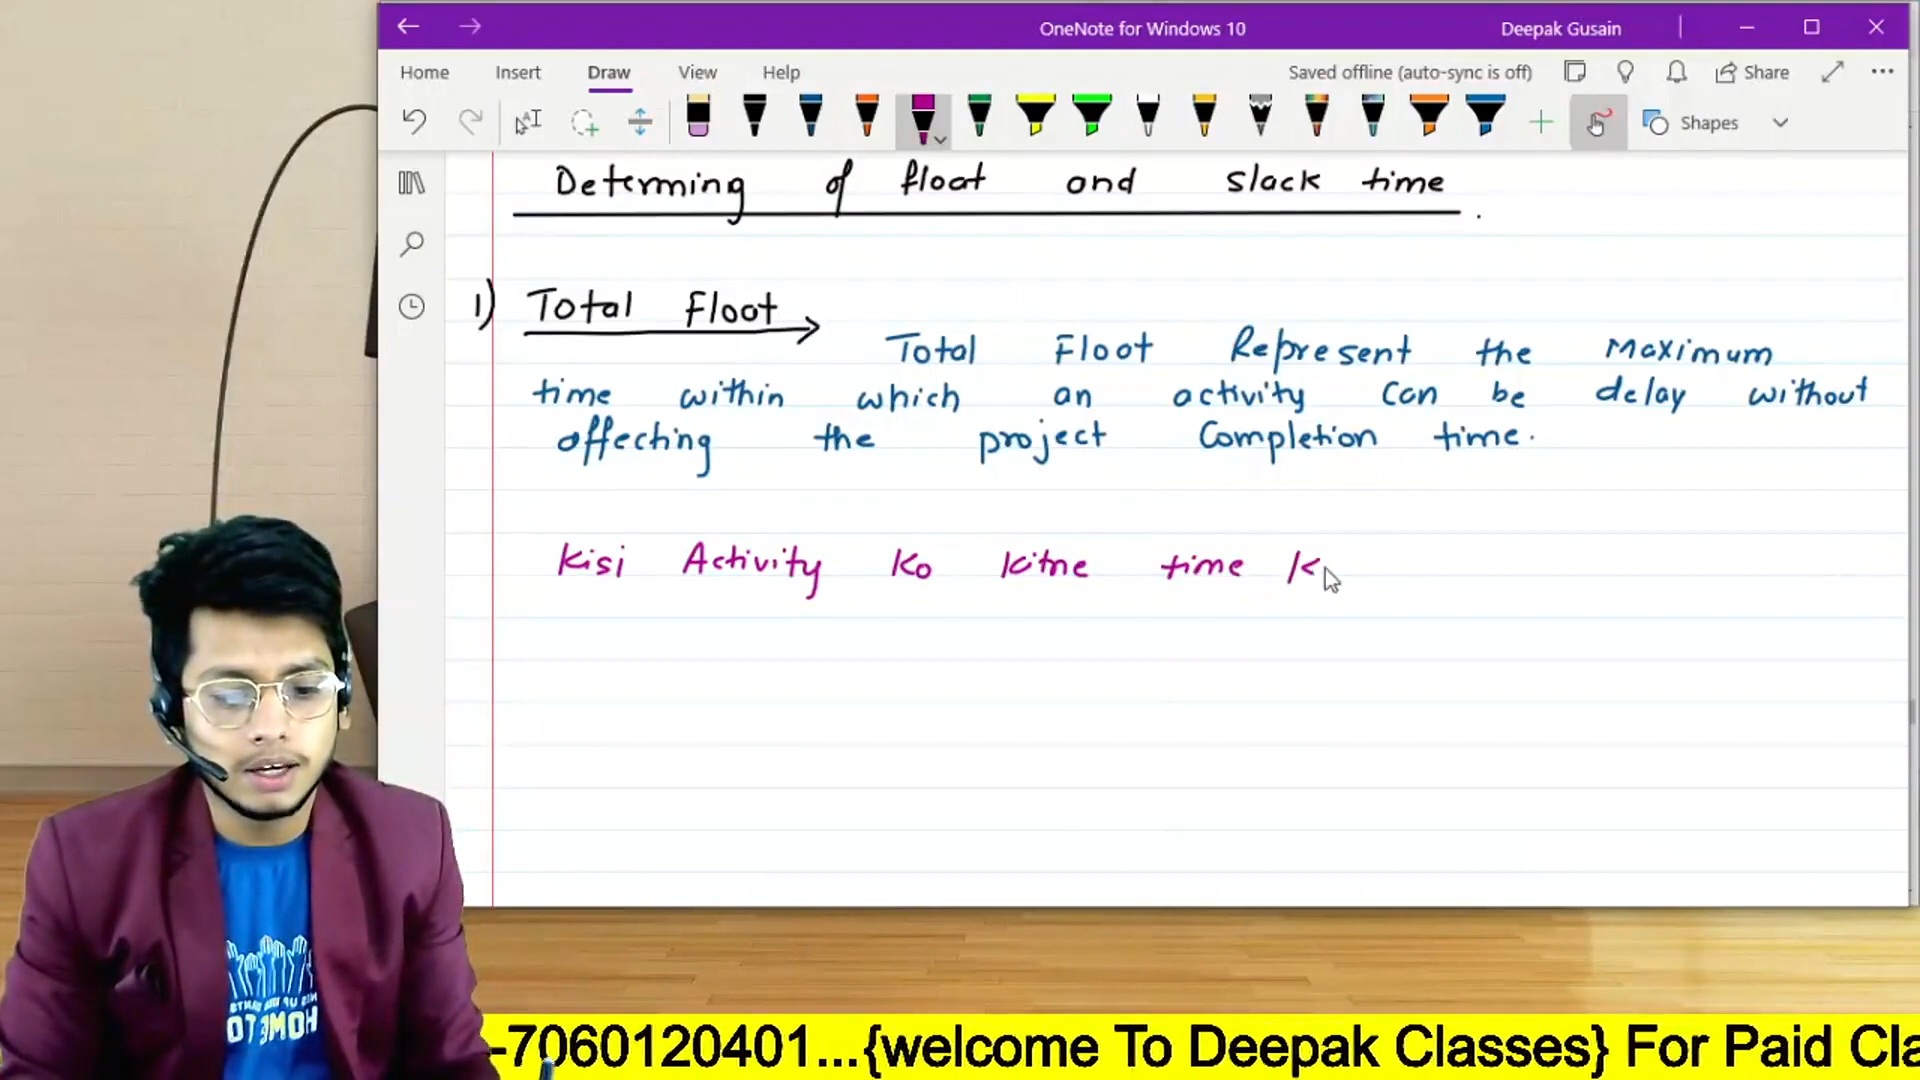 OneNote for Windows 10
Deepak Gusain
Home Insert Draw View Help
Saved offline (auto-sync is off)
Share
Shapes
Determing of float and slack time.
1) Total Float
Total Float Represent the Maximum
time within which an activity can be delay without
affecting the project Completion time.
Kisi Activity Ko kitne time K
HOME TO
-7060120401...{welcome To Deepak Classes} For Paid Cla